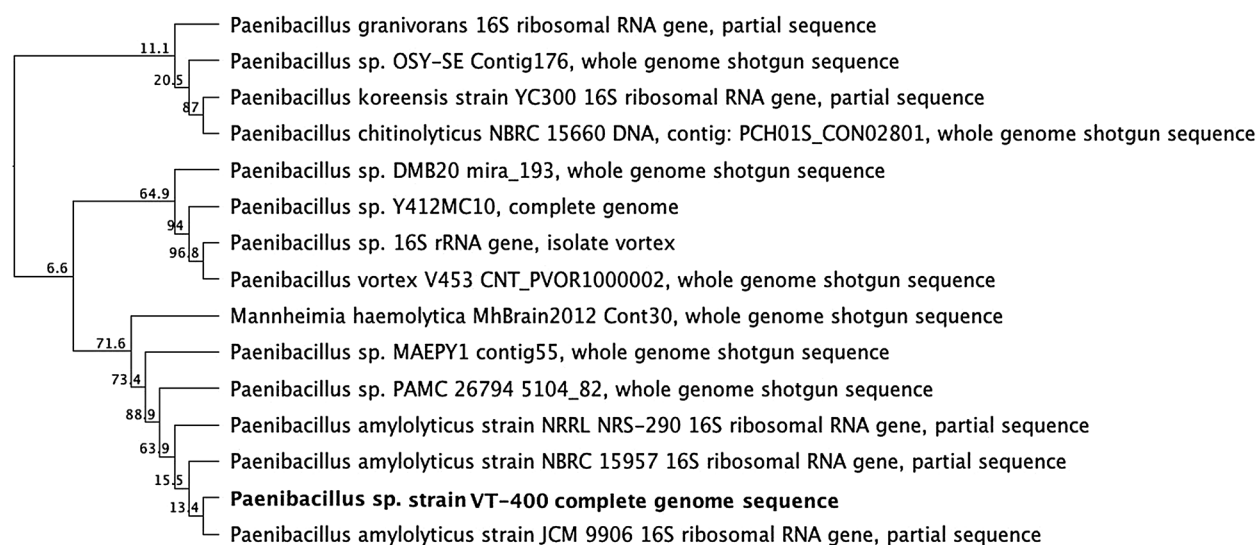 Paenibacillus granivorans 16S ribosomal RNA gene, partial sequence
11.1
Paenibacillus sp. OSY-SE Contig176, whole genome shotgun sequence
20.5
Paenibacillus koreensis strain YC300 16S ribosomal RNA gene, partial sequence
87
Paenibacillus chitinolyticus NBRC 15660 DNA, contig: PCH01S_CON02801, whole genome shotgun sequence
Paenibacillus sp. DMB20 mira_193, whole genome shotgun sequence
64.9
Paenibacillus sp. Y412MC10, complete genome
94
Paenibacillus sp. 16S rRNA gene, isolate vortex
96.8
Paenibacillus vortex V453 CNT_PVOR1000002, whole genome shotgun sequence
6.6
Mannheimia haemolytica MhBrain2012 Cont30, whole genome shotgun sequence
71.6
Paenibacillus sp. MAEPY1 contig55, whole genome shotgun sequence
73.4
Paenibacillus sp. PAMC 26794 5104_82, whole genome shotgun sequence
88.9
Paenibacillus amylolyticus strain NRRL NRS-290 16S ribosomal RNA gene, partial sequence
63.9
Paenibacillus amylolyticus strain NBRC 15957 16S ribosomal RNA gene, partial sequence
15.5
Paenibacillus sp. strain VT-400 complete genome sequence
13.4
Paenibacillus amylolyticus strain JCM 9906 16S ribosomal RNA gene, partial sequence